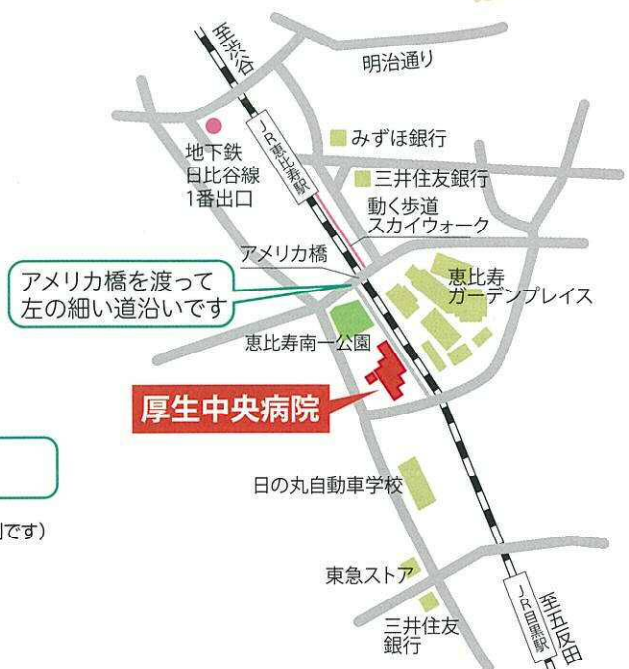 至渋谷
明治通り
JR恵比寿駅
地下鉄
日比谷線
1番出口
みずほ銀行
三井住友銀行
動く歩道
スカイウォーク
アメリカ橋
アメリカ橋を渡って
左の細い道沿いです
恵比寿
ガーデンプレイス
恵比寿南一公園
厚生中央病院
日の丸自動車学校
です）
東急ストア
三井住友
銀行
JR目黒駅
至五反田